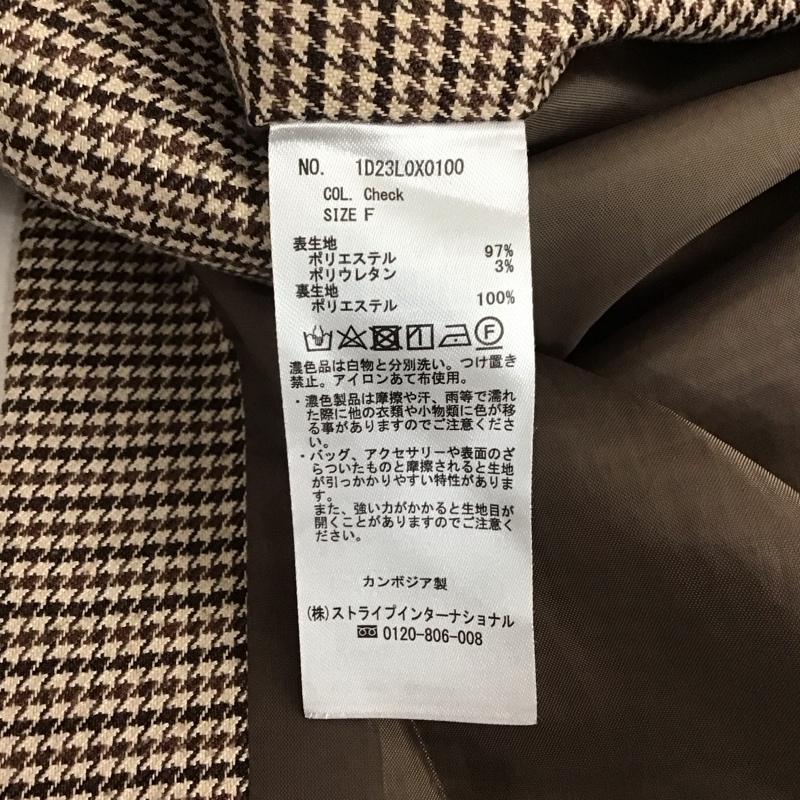 NO. 1D23L0X0100
COL. Check
SIZE F
表生地
ポリエステル 97%
ポリウレタン 3%
裏生地
ポリエステル 100%
F
濃色品は白物と分別洗い。つけ置き
禁止。アイロンあて布使用。
・濃色製品は摩擦や汗、雨等で濡れ
た際に他の衣類や小物類に色が移
る事がありますのでご注意くださ
い。
・バッグ、アクセサリーや表面のざ
らついたものと摩擦されると生地
が引っかかりやすい特性がありま
す。
また、強い力がかかると生地目が
開くことがありますのでご注意く
ださい。
カンボジア製
(株)ストライプインターナショナル
0120-806-008